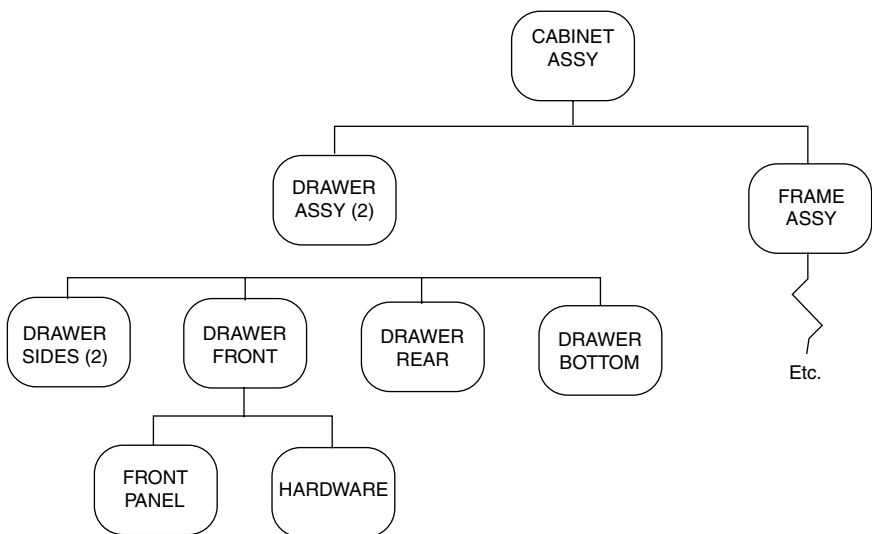 CABINET
ASSY
DRAWER
ASSY (2)
FRAME
ASSY
DRAWER
SIDES (2)
DRAWER
FRONT
DRAWER
REAR
DRAWER
BOTTOM
Etc.
FRONT
PANEL
HARDWARE